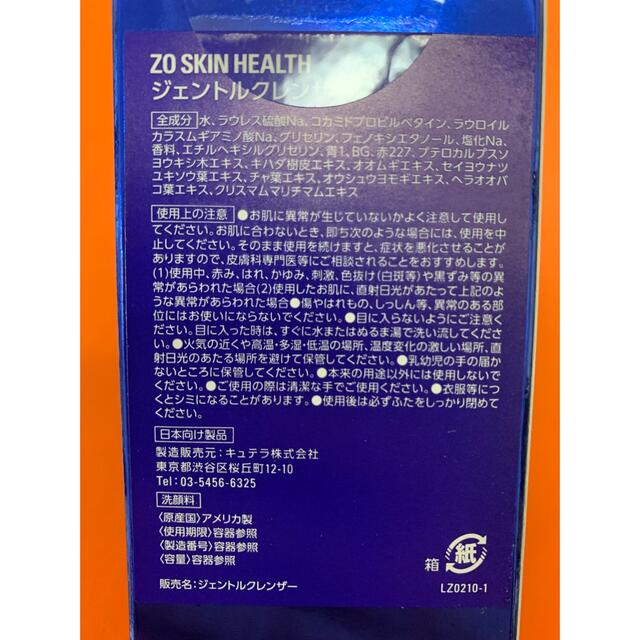 ZO SKIN HEALTH
ジェントルクレンザー
全成分 水、ラウレス硫酸Na、コカミドプロピルベタイン、ラウロイル
カラスムギアミノ酸Na、グリセリン、フェノキシエタノール、塩化Na、
香料、エチルヘキシルグリセリン、青1、BG、赤227、プテロカルプスソ
ヨウキシ木エキス、キハダ樹皮エキス、オオムギエキス、セイヨウナツ
ユキソウ葉エキス、チャ葉エキス、オウシュウヨモギエキス、ヘラオオバ
コ葉エキス、クリスマムマリチマムエキス
使用上の注意 ●お肌に異常が生じていないかよく注意して使用し
てください。お肌に合わないとき、即ち次のような場合には、使用を中
止してください。そのまま使用を続けますと、症状を悪化させることが
ありますので、皮膚科専門医等にご相談されることをおすすめします。
(1)使用中、赤み、はれ、かゆみ、刺激、色抜け(白斑等)や黒ずみ等の異
常があらわれた場合(2)使用したお肌に、直射日光があたって上記のよ
うな異常があらわれた場合●傷やはれもの、しっしん等、異常のある部
位にはお使いにならないでください。●目に入らないようにご注意く
ださい。目に入った時は、すぐに水またはぬるま湯で洗い流してくださ
い。●火気の近くや高温・多湿・低温の場所、温度変化の激しい場所、直
射日光のあたる場所を避けて保管してください。●乳幼児の手の届か
ないところに保管してください。●本来の用途以外には使用しないで
ください。●ご使用の際は清潔な手でご使用ください。●衣服等につ
くとシミになることがあります。●使用後は必ずふたをしっかり閉めて
ください。
日本向け製品
製造販売元：キュテラ株式会社
東京都渋谷区桜丘町12-10
Tel：03-5456-6325
洗顔料
〈原産国〉アメリカ製
〈使用期限〉容器参照
〈製造番号〉容器参照
〈容量〉容器参照
箱 紙
販売名：ジェントルクレンザー
LZ0210-1